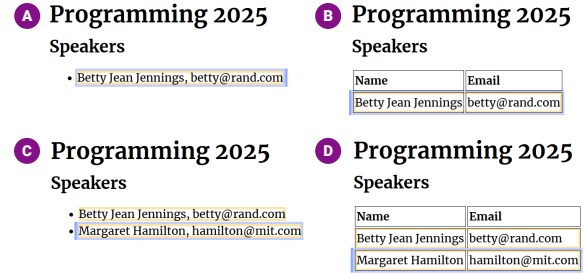 A
Programming 2025
Speakers
• Betty Jean Jennings, betty@rand.com
B
Programming 2025
Speakers
Name Email
Betty Jean Jennings betty@rand.com
C
Programming 2025
Speakers
• Betty Jean Jennings, betty@rand.com
• Margaret Hamilton, hamilton@mit.com
D
Programming 2025
Speakers
Name Email
Betty Jean Jennings betty@rand.com
Margaret Hamilton hamilton@mit.com